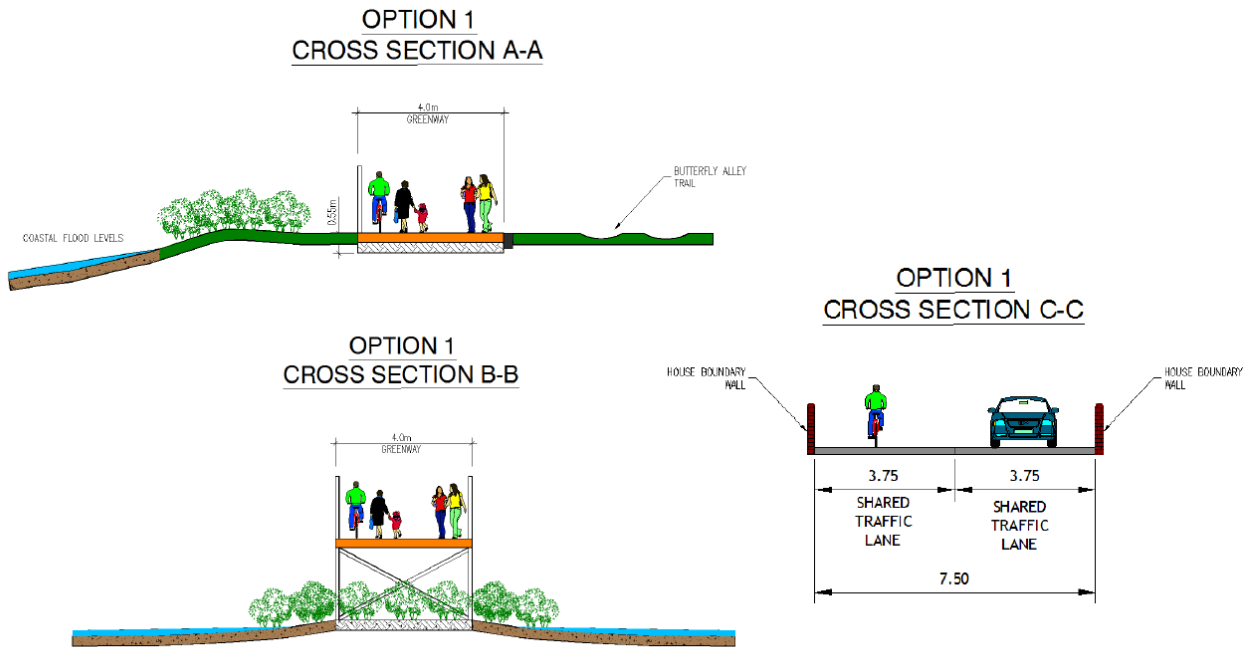 OPTION 1
CROSS SECTION A-A
4.0m
GREENWAY
0.55m
BUTTERFLY ALLEY
TRAIL
COASTAL FLOOD LEVELS
OPTION 1
CROSS SECTION B-B
4.0m
GREENWAY
OPTION 1
CROSS SECTION C-C
HOUSE BOUNDARY
WALL
HOUSE BOUNDARY
WALL
3.75
SHARED
TRAFFIC
LANE
3.75
SHARED
TRAFFIC
LANE
7.50